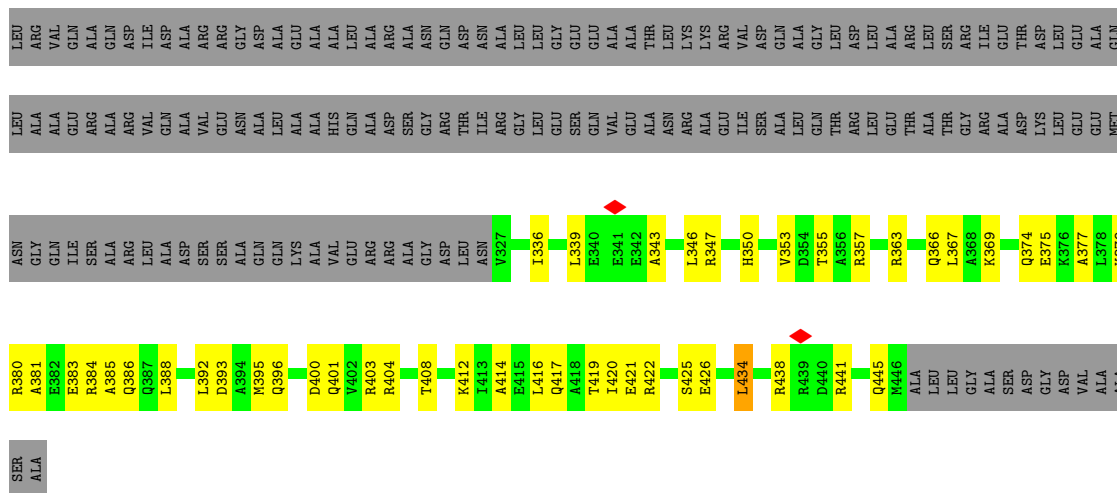 LEU ARG VAL GLN ALA GLN ASP ILE ASP ALA ARG ARG GLY ASP ALA GLU ALA ALA LEU ALA ARG ALA ASN GLN ASP ASN ALA LEU LEU GLY GLU GLU ALA ALA THR LEU LYS LYS ARG VAL ASP GLN ALA GLY LEU ASP LEU ALA ARG LEU SER ARG ILE GLU THR ASP LEU GLU ALA GLN
LEU ALA ALA GLU ARG ALA ARG VAL GLN ALA VAL GLU ASN ALA LEU ALA ALA HIS GLN ALA ASP SER GLY ARG THR ILE ARG GLY LEU GLU SER GLN VAL GLU ALA ASN ARG ALA GLU ILE SER ALA LEU GLN THR ARG LEU GLU THR ALA THR GLY ARG ALA ASP LYS LEU GLU GLU MET
ASN GLY GLN ILE SER ALA ARG LEU ALA ASP SER SER ALA GLN GLN LYS ALA VAL GLU ARG ARG ALA GLY ASP LEU ASN V327 I336 L339 E340 E341 E342 A343 L346 R347 H350 V353 D354 T355 A356 R357 R363 Q366 L367 A368 K369 Q374 E375 K376 A377 L378
R380 A381 E382 E383 R384 A385 Q386 Q387 L388 L392 D393 A394 M395 Q396 D400 Q401 V402 R403 R404 T408 K412 I413 A414 E415 L416 Q417 A418 T419 I420 E421 R422 S425 E426 L434 R438 R439 D440 R441 Q445 M446 ALA LEU LEU GLY ALA SER ASP GLY ASP VAL ALA ALA
SER ALA